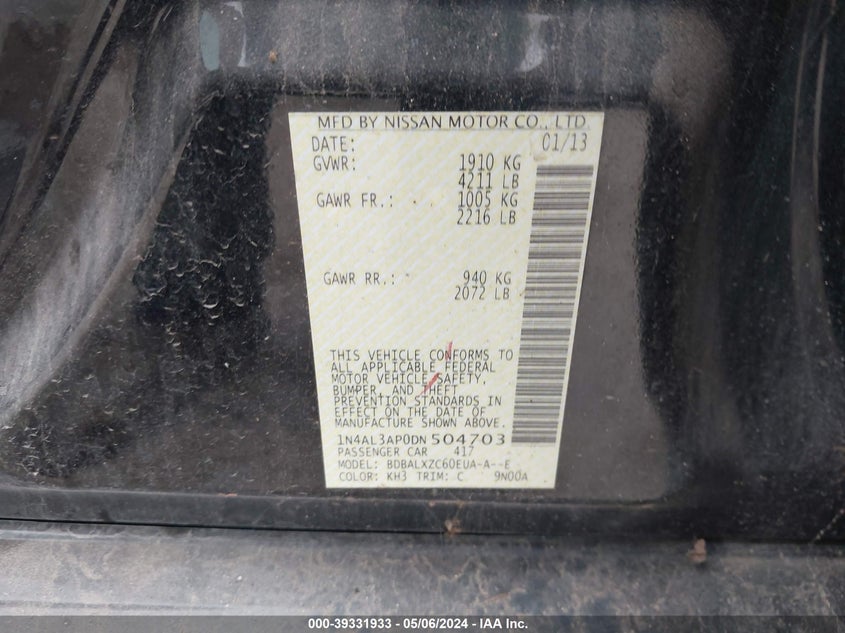 MFD BY NISSAN MOTOR CO., LTD.
DATE: 01/13
GVWR: 1910 KG
4211 LB
GAWR FR.: 1005 KG
2216 LB
GAWR RR.: 940 KG
2072 LB
THIS VEHICLE CONFORMS TO
ALL APPLICABLE FEDERAL
MOTOR VEHICLE SAFETY,
BUMPER, AND THEFT
PREVENTION STANDARDS IN
EFFECT ON THE DATE OF
MANUFACTURE SHOWN ABOVE.
1N4AL3AP0DN504703
PASSENGER CAR 417
MODEL: BDBALXZC60EUA-A--E
COLOR: KH3 TRIM: C 9N00A
000-39331933 - 05/06/2024 - Copyright IAA, Inc.